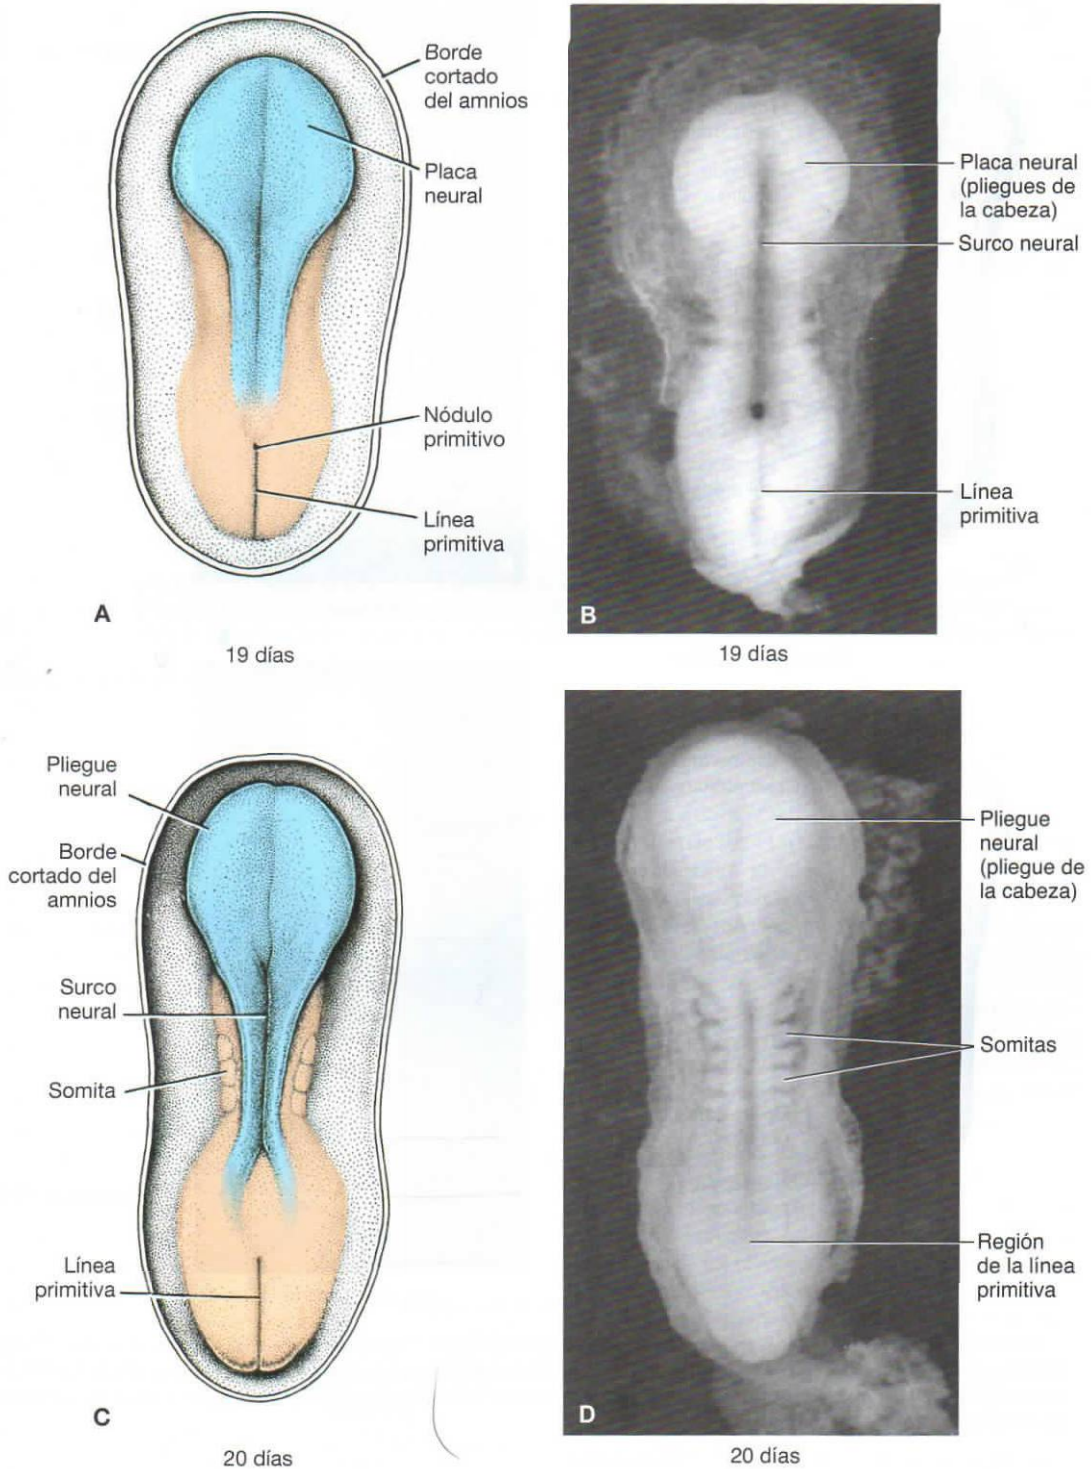 Borde
cortado
del amnios
Placa
neural
Nódulo
primitivo
Línea
primitiva
A
19 días
Placa neural
(pliegues de
la cabeza)
Surco neural
Línea
primitiva
B
19 días
Pliegue
neural
Borde
cortado del
amnios
Surco
neural
Somita
Línea
primitiva
C
20 días
Pliegue
neural
(pliegue de
la cabeza)
Somitas
Región
de la línea
primitiva
D
20 días